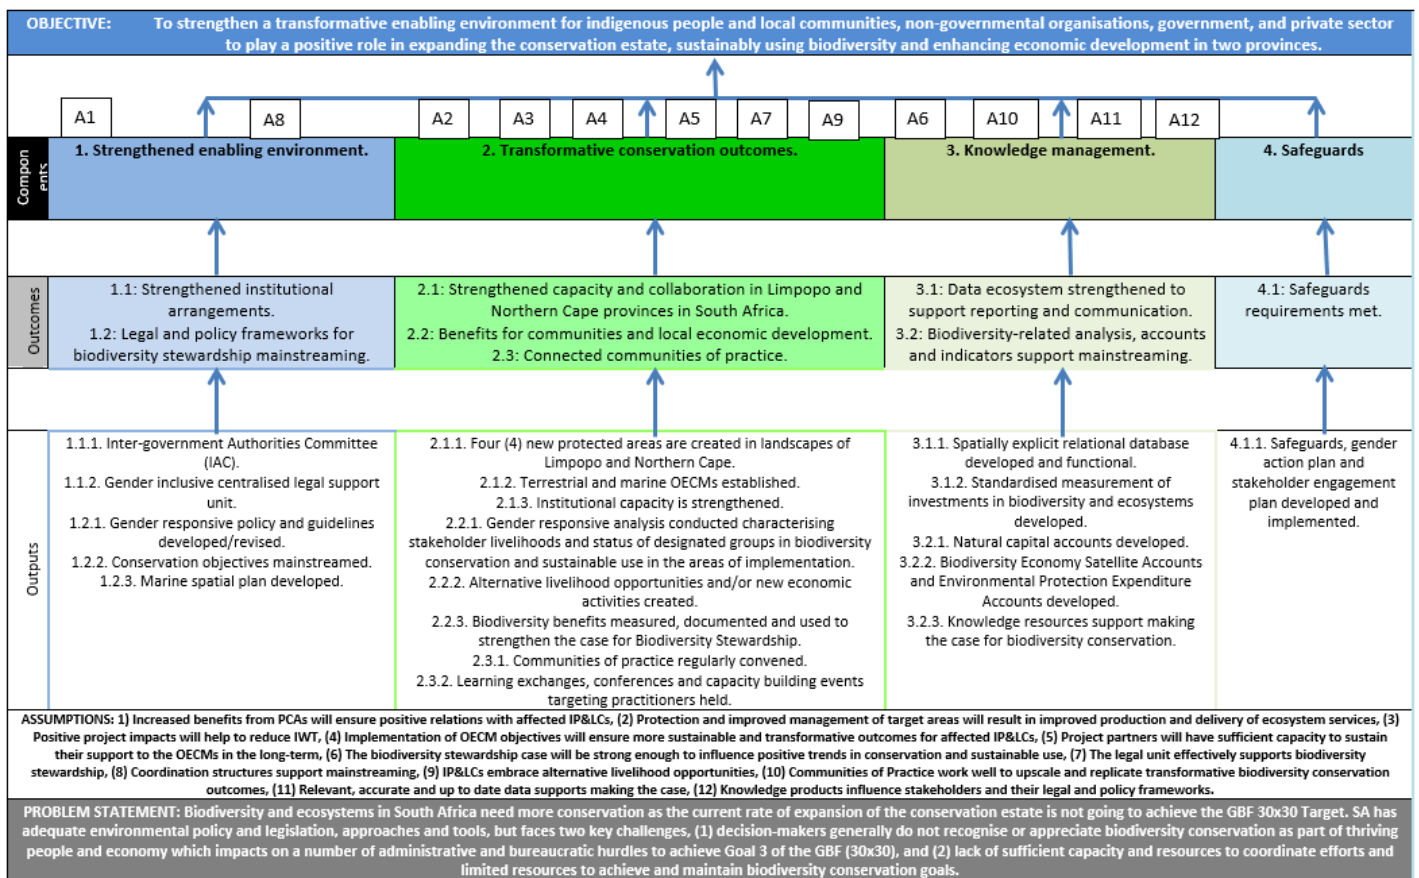 OBJECTIVE: To strengthen a transformative enabling environment for indigenous people and local communities, non-governmental organisations, government, and private sector
to play a positive role in expanding the conservation estate, sustainably using biodiversity and enhancing economic development in two provinces.
A1
A8
A2
A3
A4
A5
A7
A9
A6
A10
A11
A12
Compon
ents
1. Strengthened enabling environment.
2. Transformative conservation outcomes.
3. Knowledge management.
4. Safeguards
Outcomes
1.1: Strengthened institutional
arrangements.
1.2: Legal and policy frameworks for
biodiversity stewardship mainstreaming.
2.1: Strengthened capacity and collaboration in Limpopo and
Northern Cape provinces in South Africa.
2.2: Benefits for communities and local economic development.
2.3: Connected communities of practice.
3.1: Data ecosystem strengthened to
support reporting and communication.
3.2: Biodiversity-related analysis, accounts
and indicators support mainstreaming.
4.1: Safeguards
requirements met.
Outputs
1.1.1. Inter-government Authorities Committee
(IAC).
1.1.2. Gender inclusive centralised legal support
unit.
1.2.1. Gender responsive policy and guidelines
developed/revised.
1.2.2. Conservation objectives mainstreamed.
1.2.3. Marine spatial plan developed.
2.1.1. Four (4) new protected areas are created in landscapes of
Limpopo and Northern Cape.
2.1.2. Terrestrial and marine OECMs established.
2.1.3. Institutional capacity is strengthened.
2.2.1. Gender responsive analysis conducted characterising
stakeholder livelihoods and status of designated groups in biodiversity
conservation and sustainable use in the areas of implementation.
2.2.2. Alternative livelihood opportunities and/or new economic
activities created.
2.2.3. Biodiversity benefits measured, documented and used to
strengthen the case for Biodiversity Stewardship.
2.3.1. Communities of practice regularly convened.
2.3.2. Learning exchanges, conferences and capacity building events
targeting practitioners held.
3.1.1. Spatially explicit relational database
developed and functional.
3.1.2. Standardised measurement of
investments in biodiversity and ecosystems
developed.
3.2.1. Natural capital accounts developed.
3.2.2. Biodiversity Economy Satellite Accounts
and Environmental Protection Expenditure
Accounts developed.
3.2.3. Knowledge resources support making
the case for biodiversity conservation.
4.1.1. Safeguards, gender
action plan and
stakeholder engagement
plan developed and
implemented.
ASSUMPTIONS: 1) Increased benefits from PCAs will ensure positive relations with affected IP&LCs, (2) Protection and improved management of target areas will result in improved production and delivery of ecosystem services, (3)
Positive project impacts will help to reduce IWT, (4) Implementation of OECM objectives will ensure more sustainable and transformative outcomes for affected IP&LCs, (5) Project partners will have sufficient capacity to sustain
their support to the OECMs in the long-term, (6) The biodiversity stewardship case will be strong enough to influence positive trends in conservation and sustainable use, (7) The legal unit effectively supports biodiversity
stewardship, (8) Coordination structures support mainstreaming, (9) IP&LCs embrace alternative livelihood opportunities, (10) Communities of Practice work well to upscale and replicate transformative biodiversity conservation
outcomes, (11) Relevant, accurate and up to date data supports making the case, (12) Knowledge products influence stakeholders and their legal and policy frameworks.
PROBLEM STATEMENT: Biodiversity and ecosystems in South Africa need more conservation as the current rate of expansion of the conservation estate is not going to achieve the GBF 30x30 Target. SA has
adequate environmental policy and legislation, approaches and tools, but faces two key challenges, (1) decision-makers generally do not recognise or appreciate biodiversity conservation as part of thriving
people and economy which impacts on a number of administrative and bureaucratic hurdles to achieve Goal 3 of the GBF (30x30), and (2) lack of sufficient capacity and resources to coordinate efforts and
limited resources to achieve and maintain biodiversity conservation goals.